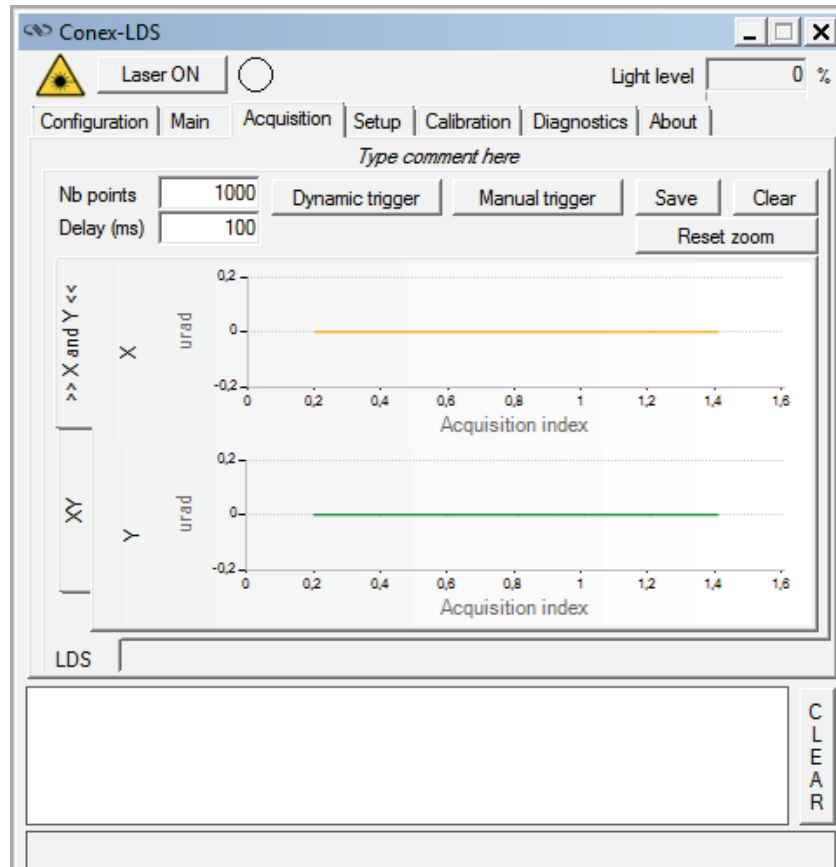 Conex-LDS
Laser ON
Light level 0 %
Configuration Main Acquisition Setup Calibration Diagnostics About
Type comment here
Nb points 1000 Dynamic trigger Manual trigger Save Clear
Delay (ms) 100 Reset zoom
>> X and Y <<
XY
X
urad
0,2
0
-0,2
0 0,2 0,4 0,6 0,8 1 1,2 1,4 1,6
Acquisition index
Y
urad
0,2
0
-0,2
0 0,2 0,4 0,6 0,8 1 1,2 1,4 1,6
Acquisition index
LDS
CLEAR